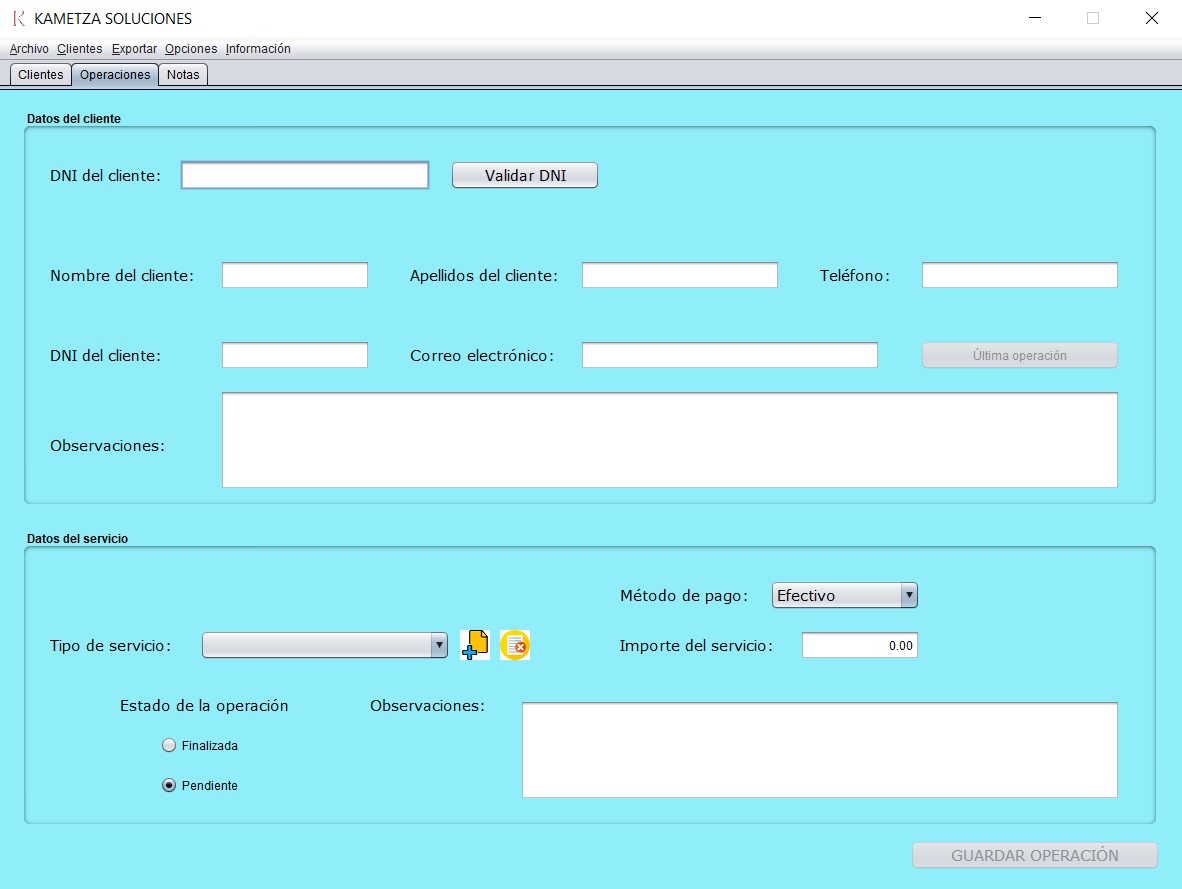 KAMETZA SOLUCIONES
Archivo Clientes Exportar Opciones Información
Clientes Operaciones Notas
Datos del cliente
DNI del cliente: Validar DNI
Nombre del cliente: Apellidos del cliente: Teléfono:
DNI del cliente: Correo electrónico: Última operación
Observaciones:
Datos del servicio
Método de pago: Efectivo
Tipo de servicio: Importe del servicio: 0.00
Estado de la operación Observaciones:
Finalizada
Pendiente
GUARDAR OPERACIÓN